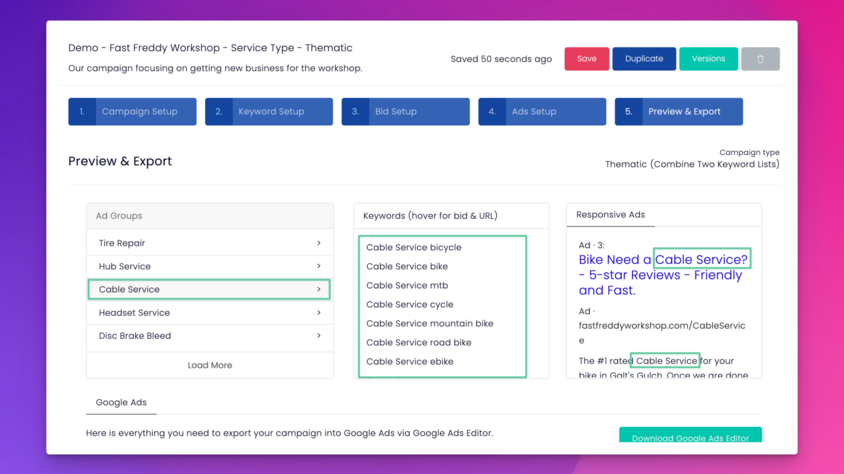 Demo - Fast Freddy Workshop - Service Type - Thematic
Our campaign focusing on getting new business for the workshop.
Saved 50 seconds ago
Save
Duplicate
Versions
1. Campaign Setup
2. Keyword Setup
3. Bid Setup
4. Ads Setup
5. Preview & Export
Preview & Export
Campaign type
Thematic (Combine Two Keyword Lists)
Ad Groups
Tire Repair >
Hub Service >
Cable Service >
Headset Service >
Disc Brake Bleed >
Load More
Keywords (hover for bid & URL)
Cable Service bicycle
Cable Service bike
Cable Service mtb
Cable Service cycle
Cable Service mountain bike
Cable Service road bike
Cable Service ebike
Responsive Ads
Ad · 3:
Bike Need a Cable Service?
- 5-star Reviews - Friendly
and Fast.
Ad ·
fastfreddyworkshop.com/CableServic
e
The #1 rated Cable Service for your
bike in Galt's Gulch. Once we are done
Google Ads
Here is everything you need to export your campaign into Google Ads via Google Ads Editor.
Download Google Ads Editor